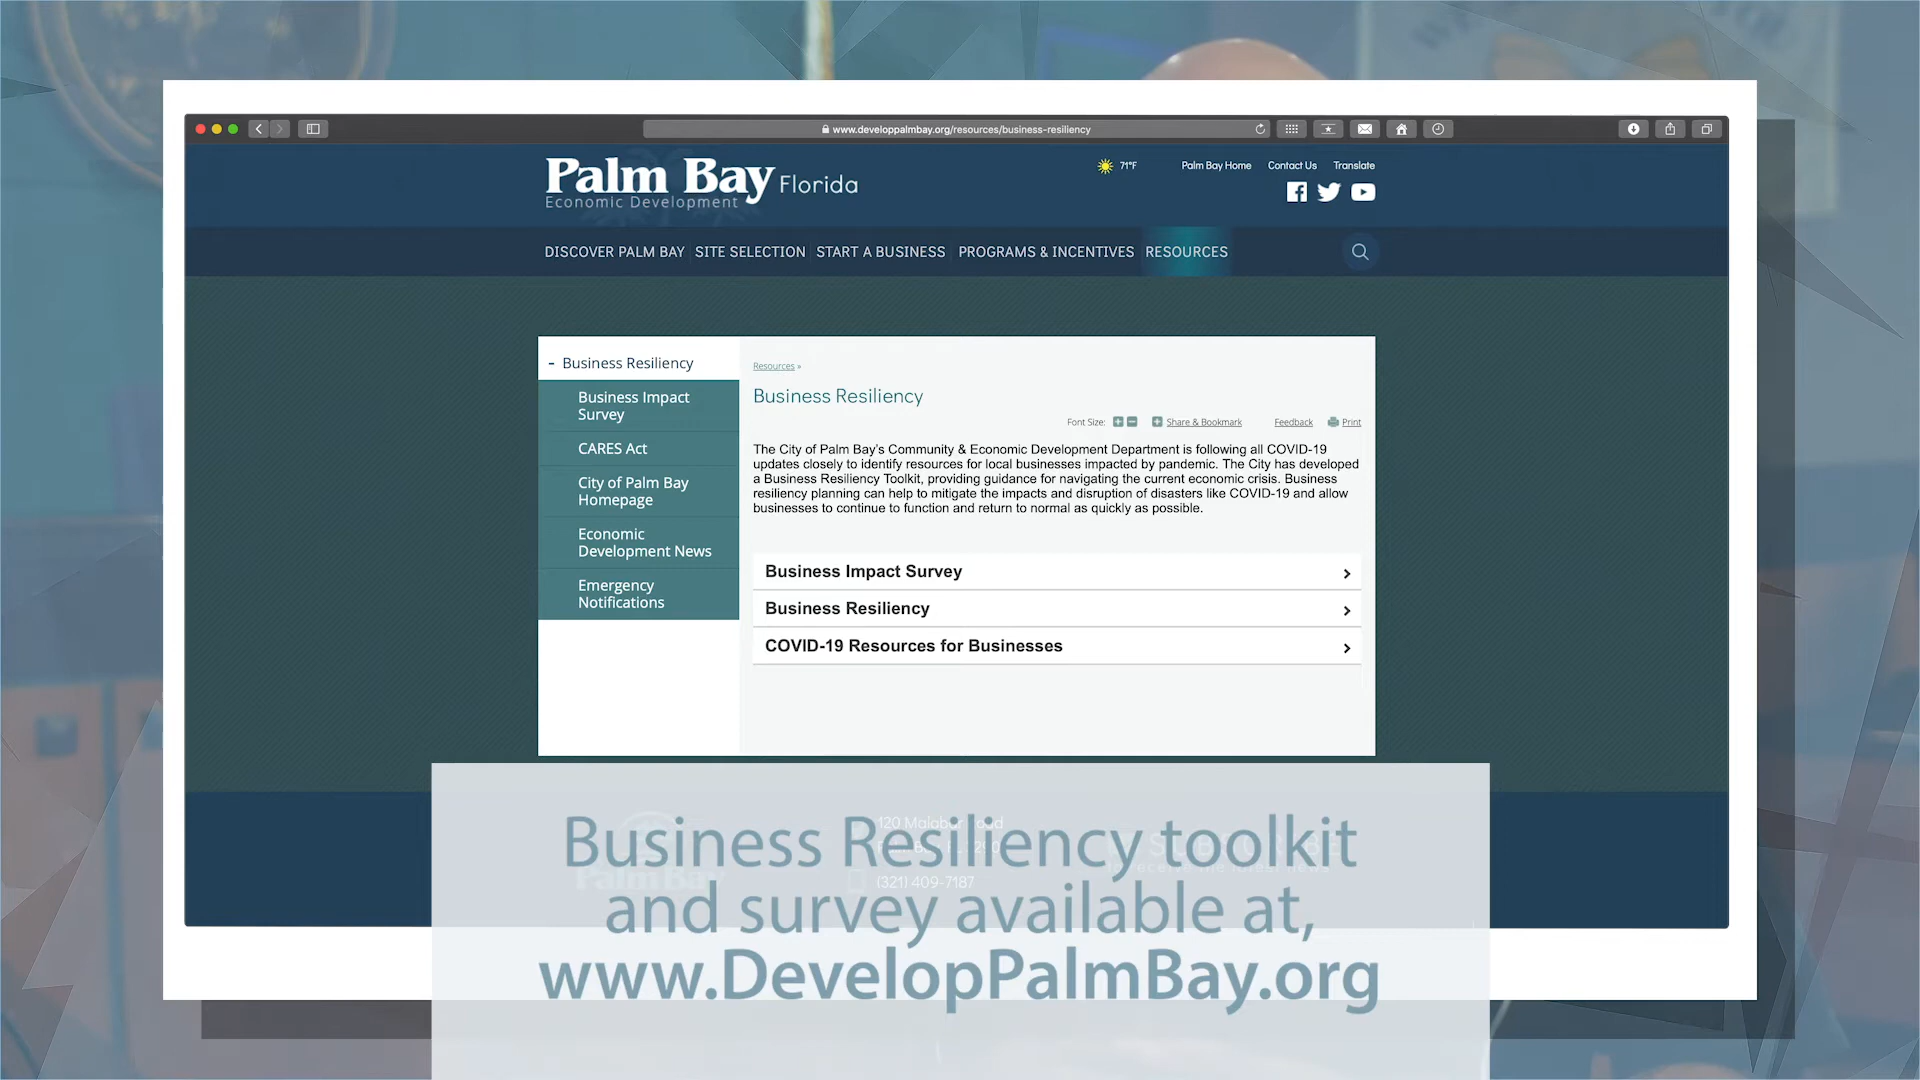 www.developpalmbay.org/resources/business-resiliency
Palm Bay Florida
Economic Development
71°F
Palm Bay Home Contact Us Translate
DISCOVER PALM BAY SITE SELECTION START A BUSINESS PROGRAMS & INCENTIVES RESOURCES
- Business Resiliency
Business Impact
Survey
CARES Act
City of Palm Bay
Homepage
Economic
Development News
Emergency
Notifications
Resources »
Business Resiliency
Font Size: Share & Bookmark Feedback Print
The City of Palm Bay's Community & Economic Development Department is following all COVID-19
updates closely to identify resources for local businesses impacted by pandemic. The City has developed
a Business Resiliency Toolkit, providing guidance for navigating the current economic crisis. Business
resiliency planning can help to mitigate the impacts and disruption of disasters like COVID-19 and allow
businesses to continue to function and return to normal as quickly as possible.
Business Impact Survey
Business Resiliency
COVID-19 Resources for Businesses
120 Malabar Road
Palm Bay
(321) 409-7187
Business Resiliency toolkit
and survey available at,
www.DevelopPalmBay.org